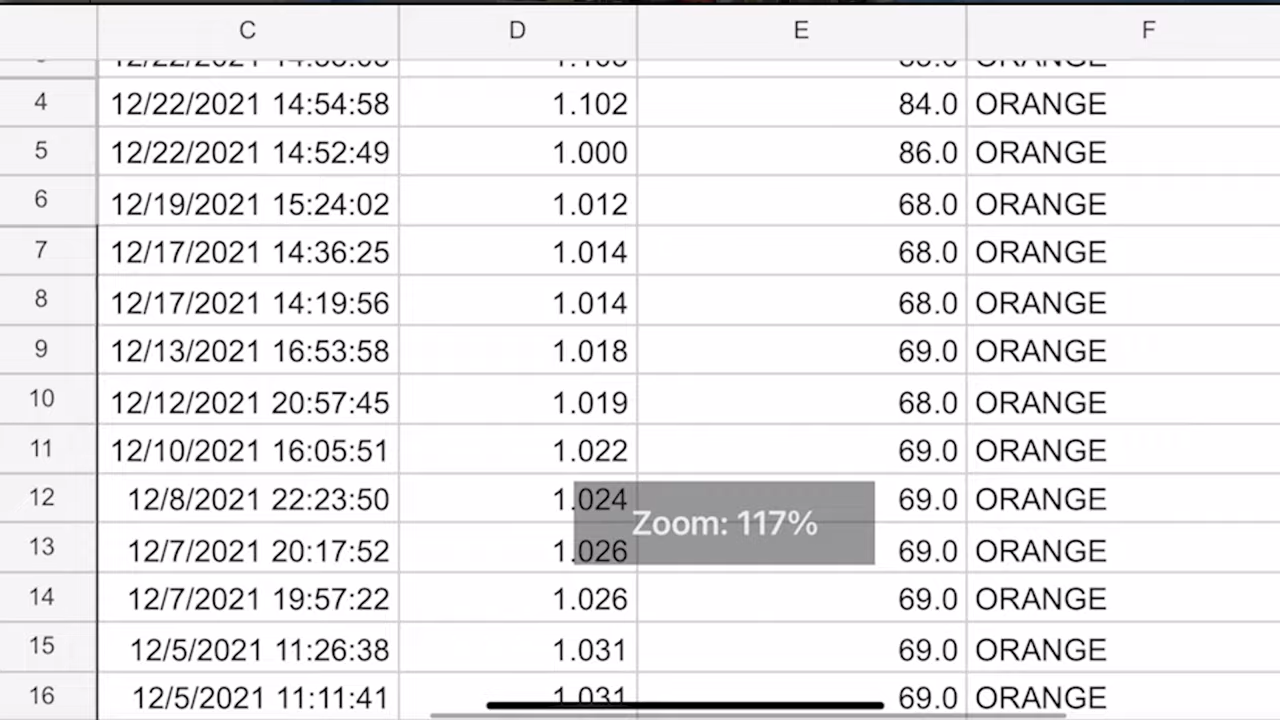 C D E F
4 12/22/2021 14:54:58 1.102 84.0 ORANGE
5 12/22/2021 14:52:49 1.000 86.0 ORANGE
6 12/19/2021 15:24:02 1.012 68.0 ORANGE
7 12/17/2021 14:36:25 1.014 68.0 ORANGE
8 12/17/2021 14:19:56 1.014 68.0 ORANGE
9 12/13/2021 16:53:58 1.018 69.0 ORANGE
10 12/12/2021 20:57:45 1.019 68.0 ORANGE
11 12/10/2021 16:05:51 1.022 69.0 ORANGE
12 12/8/2021 22:23:50 1.024 69.0 ORANGE
Zoom: 117%
13 12/7/2021 20:17:52 1.026 69.0 ORANGE
14 12/7/2021 19:57:22 1.026 69.0 ORANGE
15 12/5/2021 11:26:38 1.031 69.0 ORANGE
16 12/5/2021 11:11:41 1.031 69.0 ORANGE